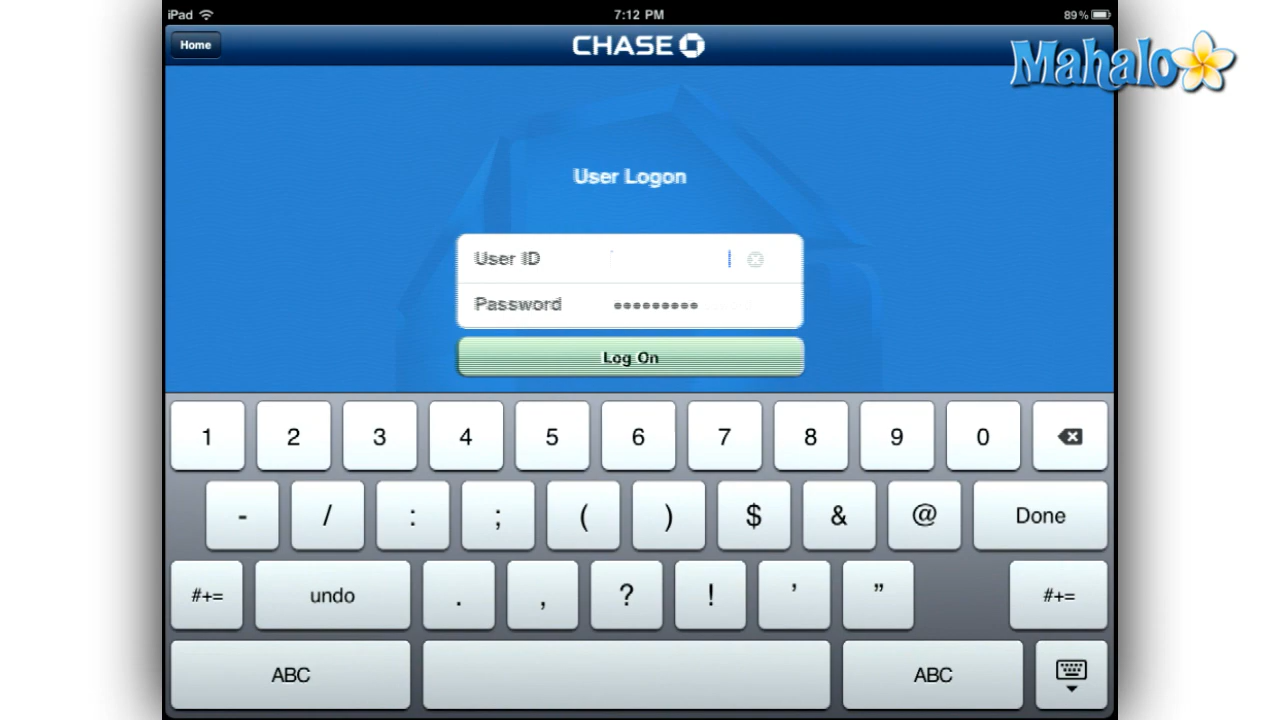 iPad 7:12 PM 89%
Home CHASE
Mahalo
User Logon
User ID
Password •••••••••
Log On
1 2 3 4 5 6 7 8 9 0
- / : ; ( ) $ & @ Done
#+= undo . , ? ! ' " #+=
ABC ABC